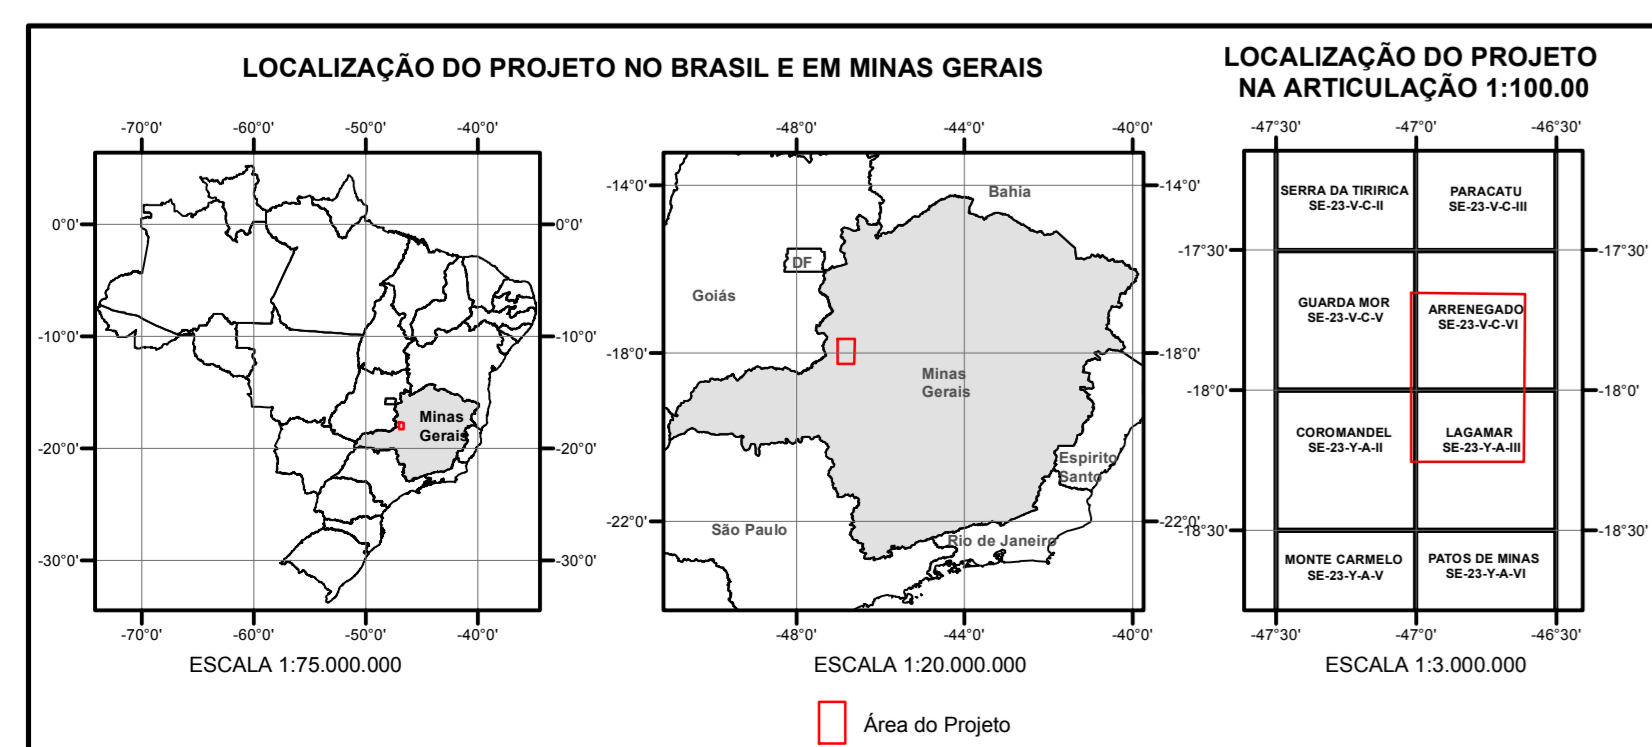 LOCALIZAÇÃO DO PROJETO NO BRASIL E EM MINAS GERAIS
-70°0'
-60°0'
-50°0'
-40°0'
0°0'
0°0'
-10°0'
-10°0'
Minas
Gerais
-20°0'
-20°0'
-30°0'
-30°0'
-70°0'
-60°0'
-50°0'
-40°0'
ESCALA 1:75.000.000
-48°0'
-44°0'
-40°0'
-14°0'
-14°0'
Bahia
DF
Goiás
-18°0'
-18°0'
Minas
Gerais
Espirito
Santo
São Paulo
-22°0'
-22°0'
Rio de Janeiro
-48°0'
-44°0'
-40°0'
ESCALA 1:20.000.000
LOCALIZAÇÃO DO PROJETO
NA ARTICULAÇÃO 1:100.00
-47°30'
-47°0'
-46°30'
SERRA DA TIRIRICA
SE-23-V-C-II
PARACATU
SE-23-V-C-III
-17°30'
-17°30'
GUARDA MOR
SE-23-V-C-V
ARRENEGADO
SE-23-V-C-VI
-18°0'
-18°0'
COROMANDEL
SE-23-Y-A-II
LAGAMAR
SE-23-Y-A-III
-18°30'
-18°30'
MONTE CARMELO
SE-23-Y-A-V
PATOS DE MINAS
SE-23-Y-A-VI
-47°30'
-47°0'
-46°30'
ESCALA 1:3.000.000
Área do Projeto